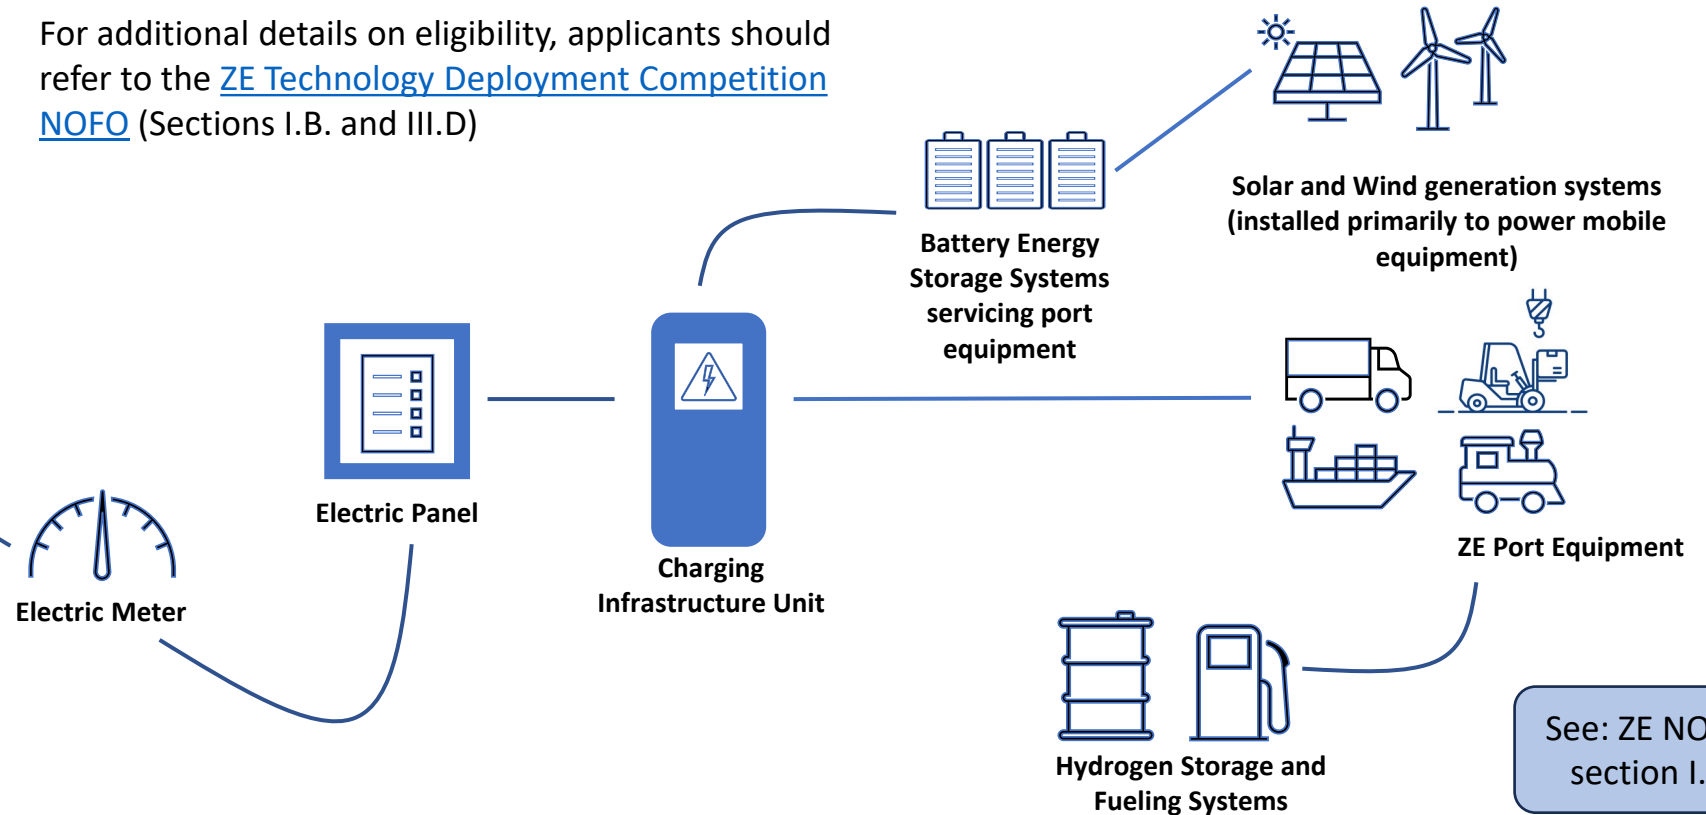 For additional details on eligibility, applicants should
refer to the ZE Technology Deployment Competition
NOFO (Sections I.B. and III.D)
Solar and Wind generation systems
(installed primarily to power mobile
equipment)
Battery Energy
Storage Systems
servicing port
equipment
Electric Panel
Charging
Infrastructure Unit
ZE Port Equipment
Electric Meter
Hydrogen Storage and
Fueling Systems
See: ZE NO
section I.